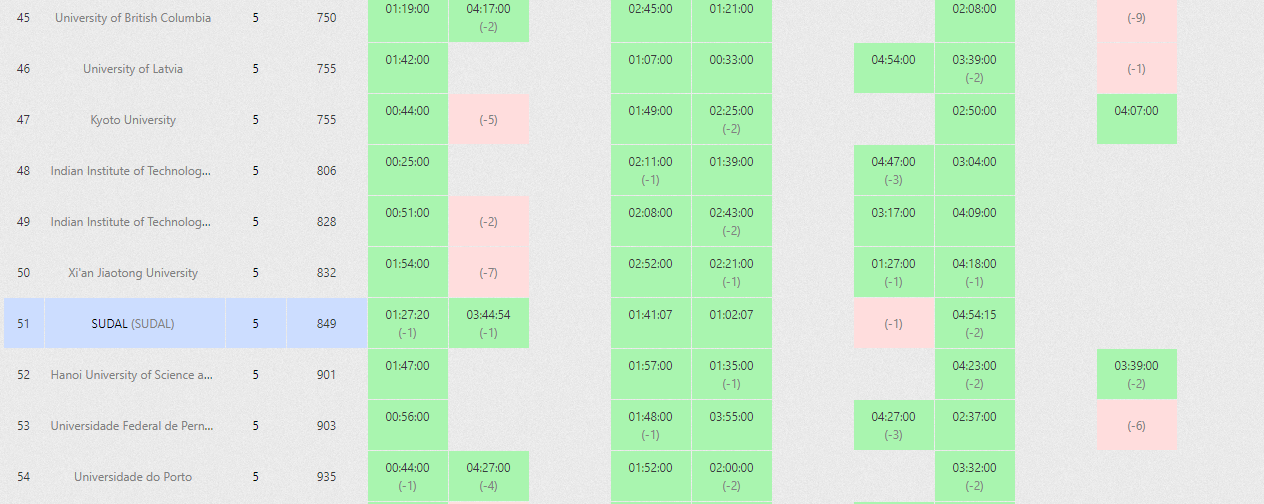 45 University of British Columbia 5 750 01:19:00 04:17:00 02:45:00 01:21:00 02:08:00 (-9)
(-2)
46 University of Latvia 5 755 01:42:00 01:07:00 00:33:00 04:54:00 03:39:00 (-1)
(-2)
47 Kyoto University 5 755 00:44:00 (-5) 01:49:00 02:25:00 02:50:00 04:07:00
(-2)
48 Indian Institute of Technolog... 5 806 00:25:00 02:11:00 01:39:00 04:47:00 03:04:00
(-1) (-3)
49 Indian Institute of Technolog... 5 828 00:51:00 (-2) 02:08:00 02:43:00 03:17:00 04:09:00
(-2)
50 Xi'an Jiaotong University 5 832 01:54:00 (-7) 02:52:00 02:21:00 01:27:00 04:18:00
(-1) (-1) (-1)
51 SUDAL (SUDAL) 5 849 01:27:20 03:44:54 01:41:07 01:02:07 (-1) 04:54:15
(-1) (-1) (-2)
52 Hanoi University of Science a... 5 901 01:47:00 01:57:00 01:35:00 04:23:00 03:39:00
(-1) (-2) (-2)
53 Universidade Federal de Pern... 5 903 00:56:00 01:48:00 03:55:00 04:27:00 02:37:00 (-6)
(-1) (-3)
54 Universidade do Porto 5 935 00:44:00 04:27:00 01:52:00 02:00:00 03:32:00
(-1) (-4) (-2) (-2)